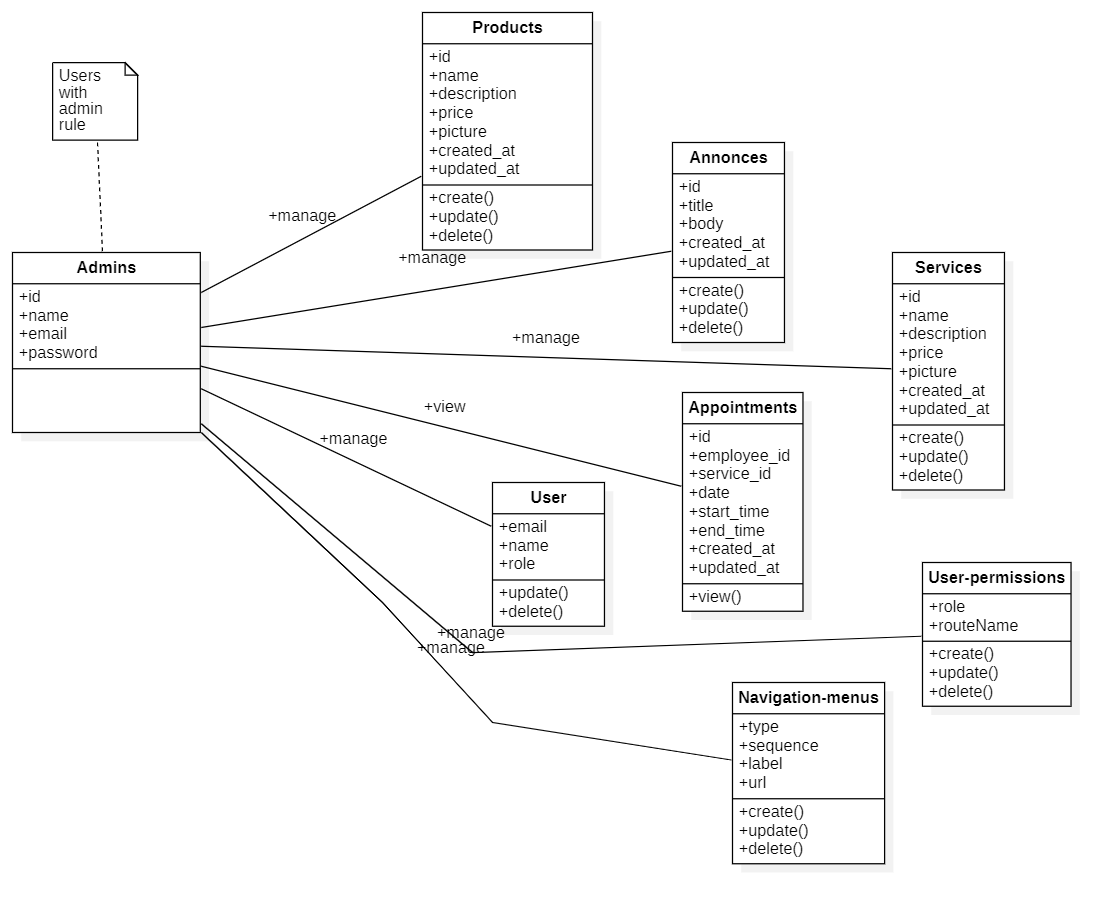 Products
+id
+name
+description
+price
+picture
+created_at
+updated_at
+create()
+update()
+delete()
Users
with
admin
rule
Annonces
+id
+title
+body
+created_at
+updated_at
+create()
+update()
+delete()
+manage
+manage
Admins
+id
+name
+email
+password
Services
+id
+name
+description
+price
+picture
+created_at
+updated_at
+create()
+update()
+delete()
+manage
+view
+manage
Appointments
+id
+employee_id
+service_id
+date
+start_time
+end_time
+created_at
+updated_at
+view()
User
+email
+name
+role
+update()
+delete()
User-permissions
+role
+routeName
+create()
+update()
+delete()
+manage
+manage
Navigation-menus
+type
+sequence
+label
+url
+create()
+update()
+delete()